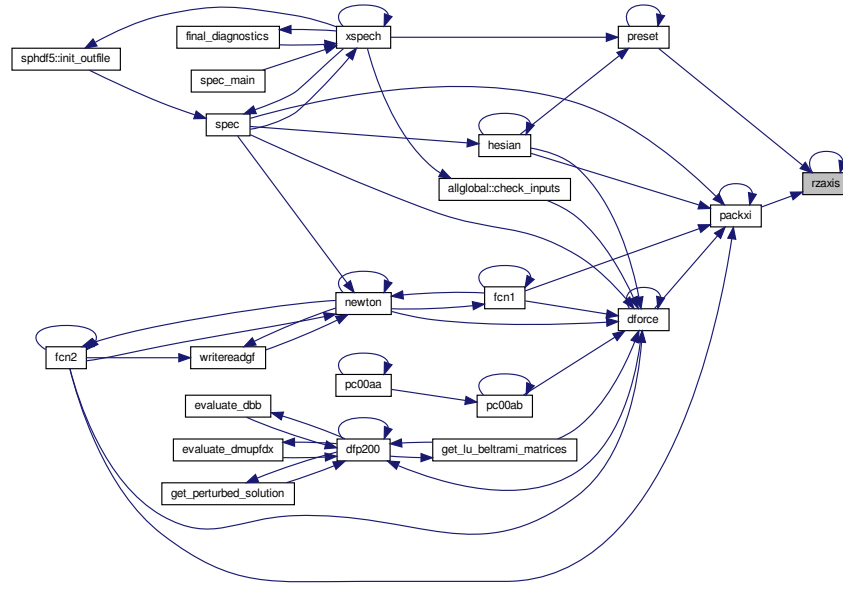 final_diagnostics
xspech
preset
sphdf5::init_outfile
spec_main
spec
hesian
allglobal::check_inputs
rzaxis
packxi
newton
fcn1
dforce
fcn2
writereadgf
pc00aa
pc00ab
evaluate_dbb
evaluate_dmupfdx
dfp200
get_lu_beltrami_matrices
get_perturbed_solution